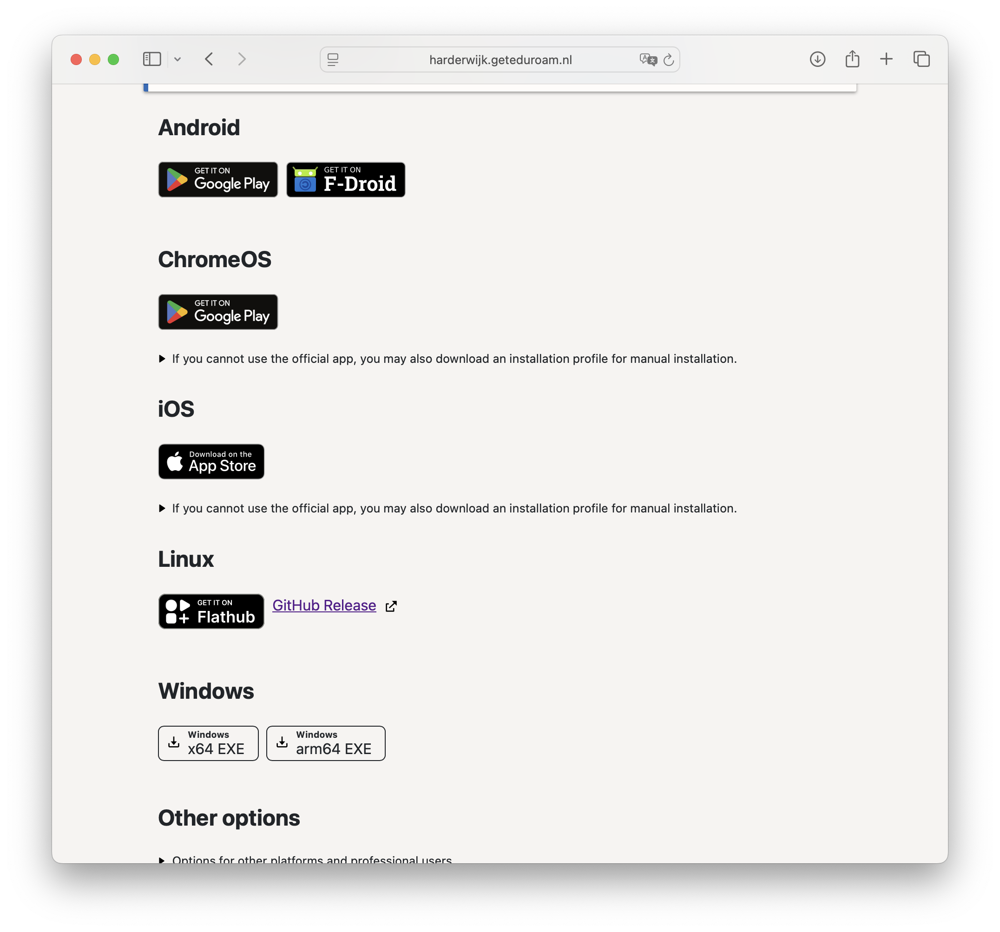 harderwijk.geteduroam.nl
Android
GET IT ON
Google Play
GET IT ON
F-Droid
ChromeOS
GET IT ON
Google Play
If you cannot use the official app, you may also download an installation profile for manual installation.
iOS
Download on the
App Store
If you cannot use the official app, you may also download an installation profile for manual installation.
Linux
GET IT ON
Flathub
GitHub Release
Windows
Windows
x64 EXE
Windows
arm64 EXE
Other options
Options for other platforms and professional users